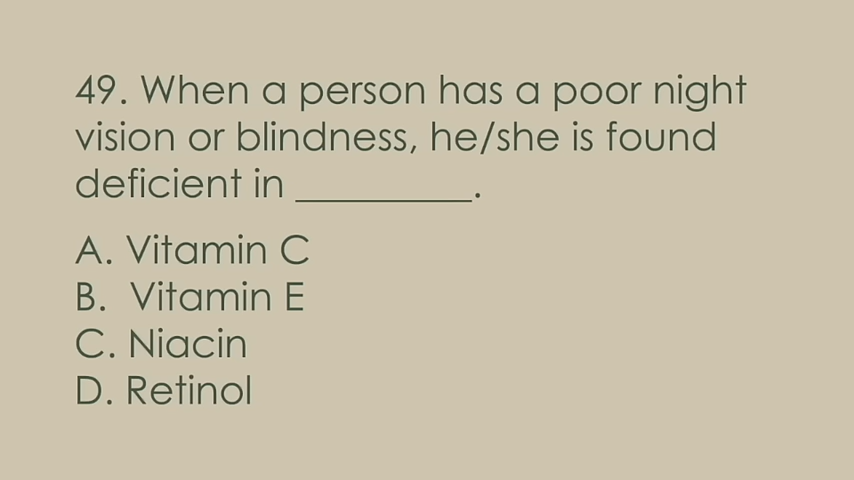 49. When a person has a poor night
vision or blindness, he/she is found
deficient in _________.
A. Vitamin C
B. Vitamin E
C. Niacin
D. Retinol